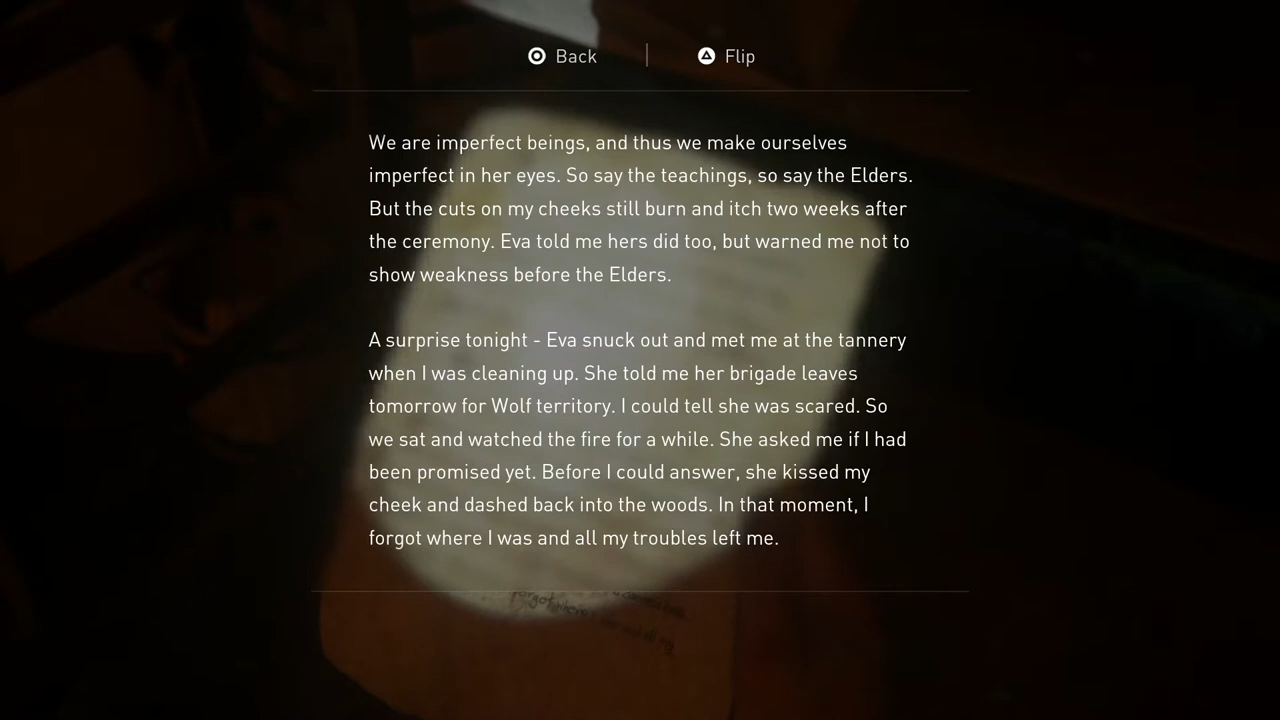 Back
Flip
We are imperfect beings, and thus we make ourselves
imperfect in her eyes. So say the teachings, so say the Elders.
But the cuts on my cheeks still burn and itch two weeks after
the ceremony. Eva told me hers did too, but warned me not to
show weakness before the Elders.
A surprise tonight - Eva snuck out and met me at the tannery
when I was cleaning up. She told me her brigade leaves
tomorrow for Wolf territory. I could tell she was scared. So
we sat and watched the fire for a while. She asked me if I had
been promised yet. Before I could answer, she kissed my
cheek and dashed back into the woods. In that moment, I
forgot where I was and all my troubles left me.
forgot where I was and all my